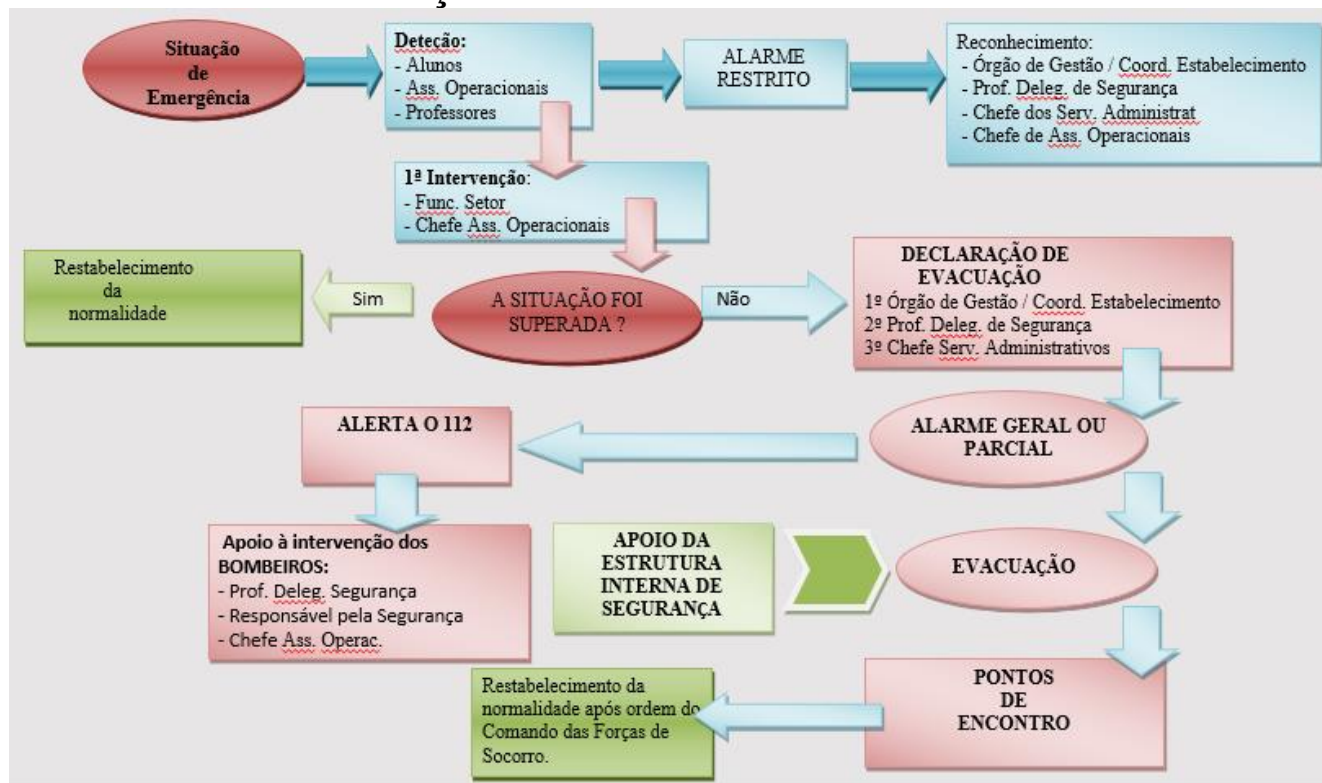 Situação
de
Emergência
Deteção:
- Alunos
- Ass. Operacionais
- Professores
ALARME
RESTRITO
Reconhecimento:
- Órgão de Gestão / Coord. Estabelecimento
- Prof. Deleg. de Segurança
- Chefe dos Serv. Administrat
- Chefe de Ass. Operacionais
1ª Intervenção:
- Func. Setor
- Chefe Ass. Operacionais
Restabelecimento
da
normalidade
Sim
A SITUAÇÃO FOI
SUPERADA ?
Não
DECLARAÇÃO DE
EVACUAÇÃO
1º Órgão de Gestão / Coord. Estabelecimento
2º Prof. Deleg. de Segurança
3º Chefe Serv. Administrativos
ALERTA O 112
ALARME GERAL OU
PARCIAL
Apoio à intervenção dos
BOMBEIROS:
- Prof. Deleg. Segurança
- Responsável pela Segurança
- Chefe Ass. Operac.
APOIO DA
ESTRUTURA
INTERNA DE
SEGURANÇA
EVACUAÇÃO
Restabelecimento da
normalidade após ordem do
Comando das Forças de
Socorro.
PONTOS
DE
ENCONTRO